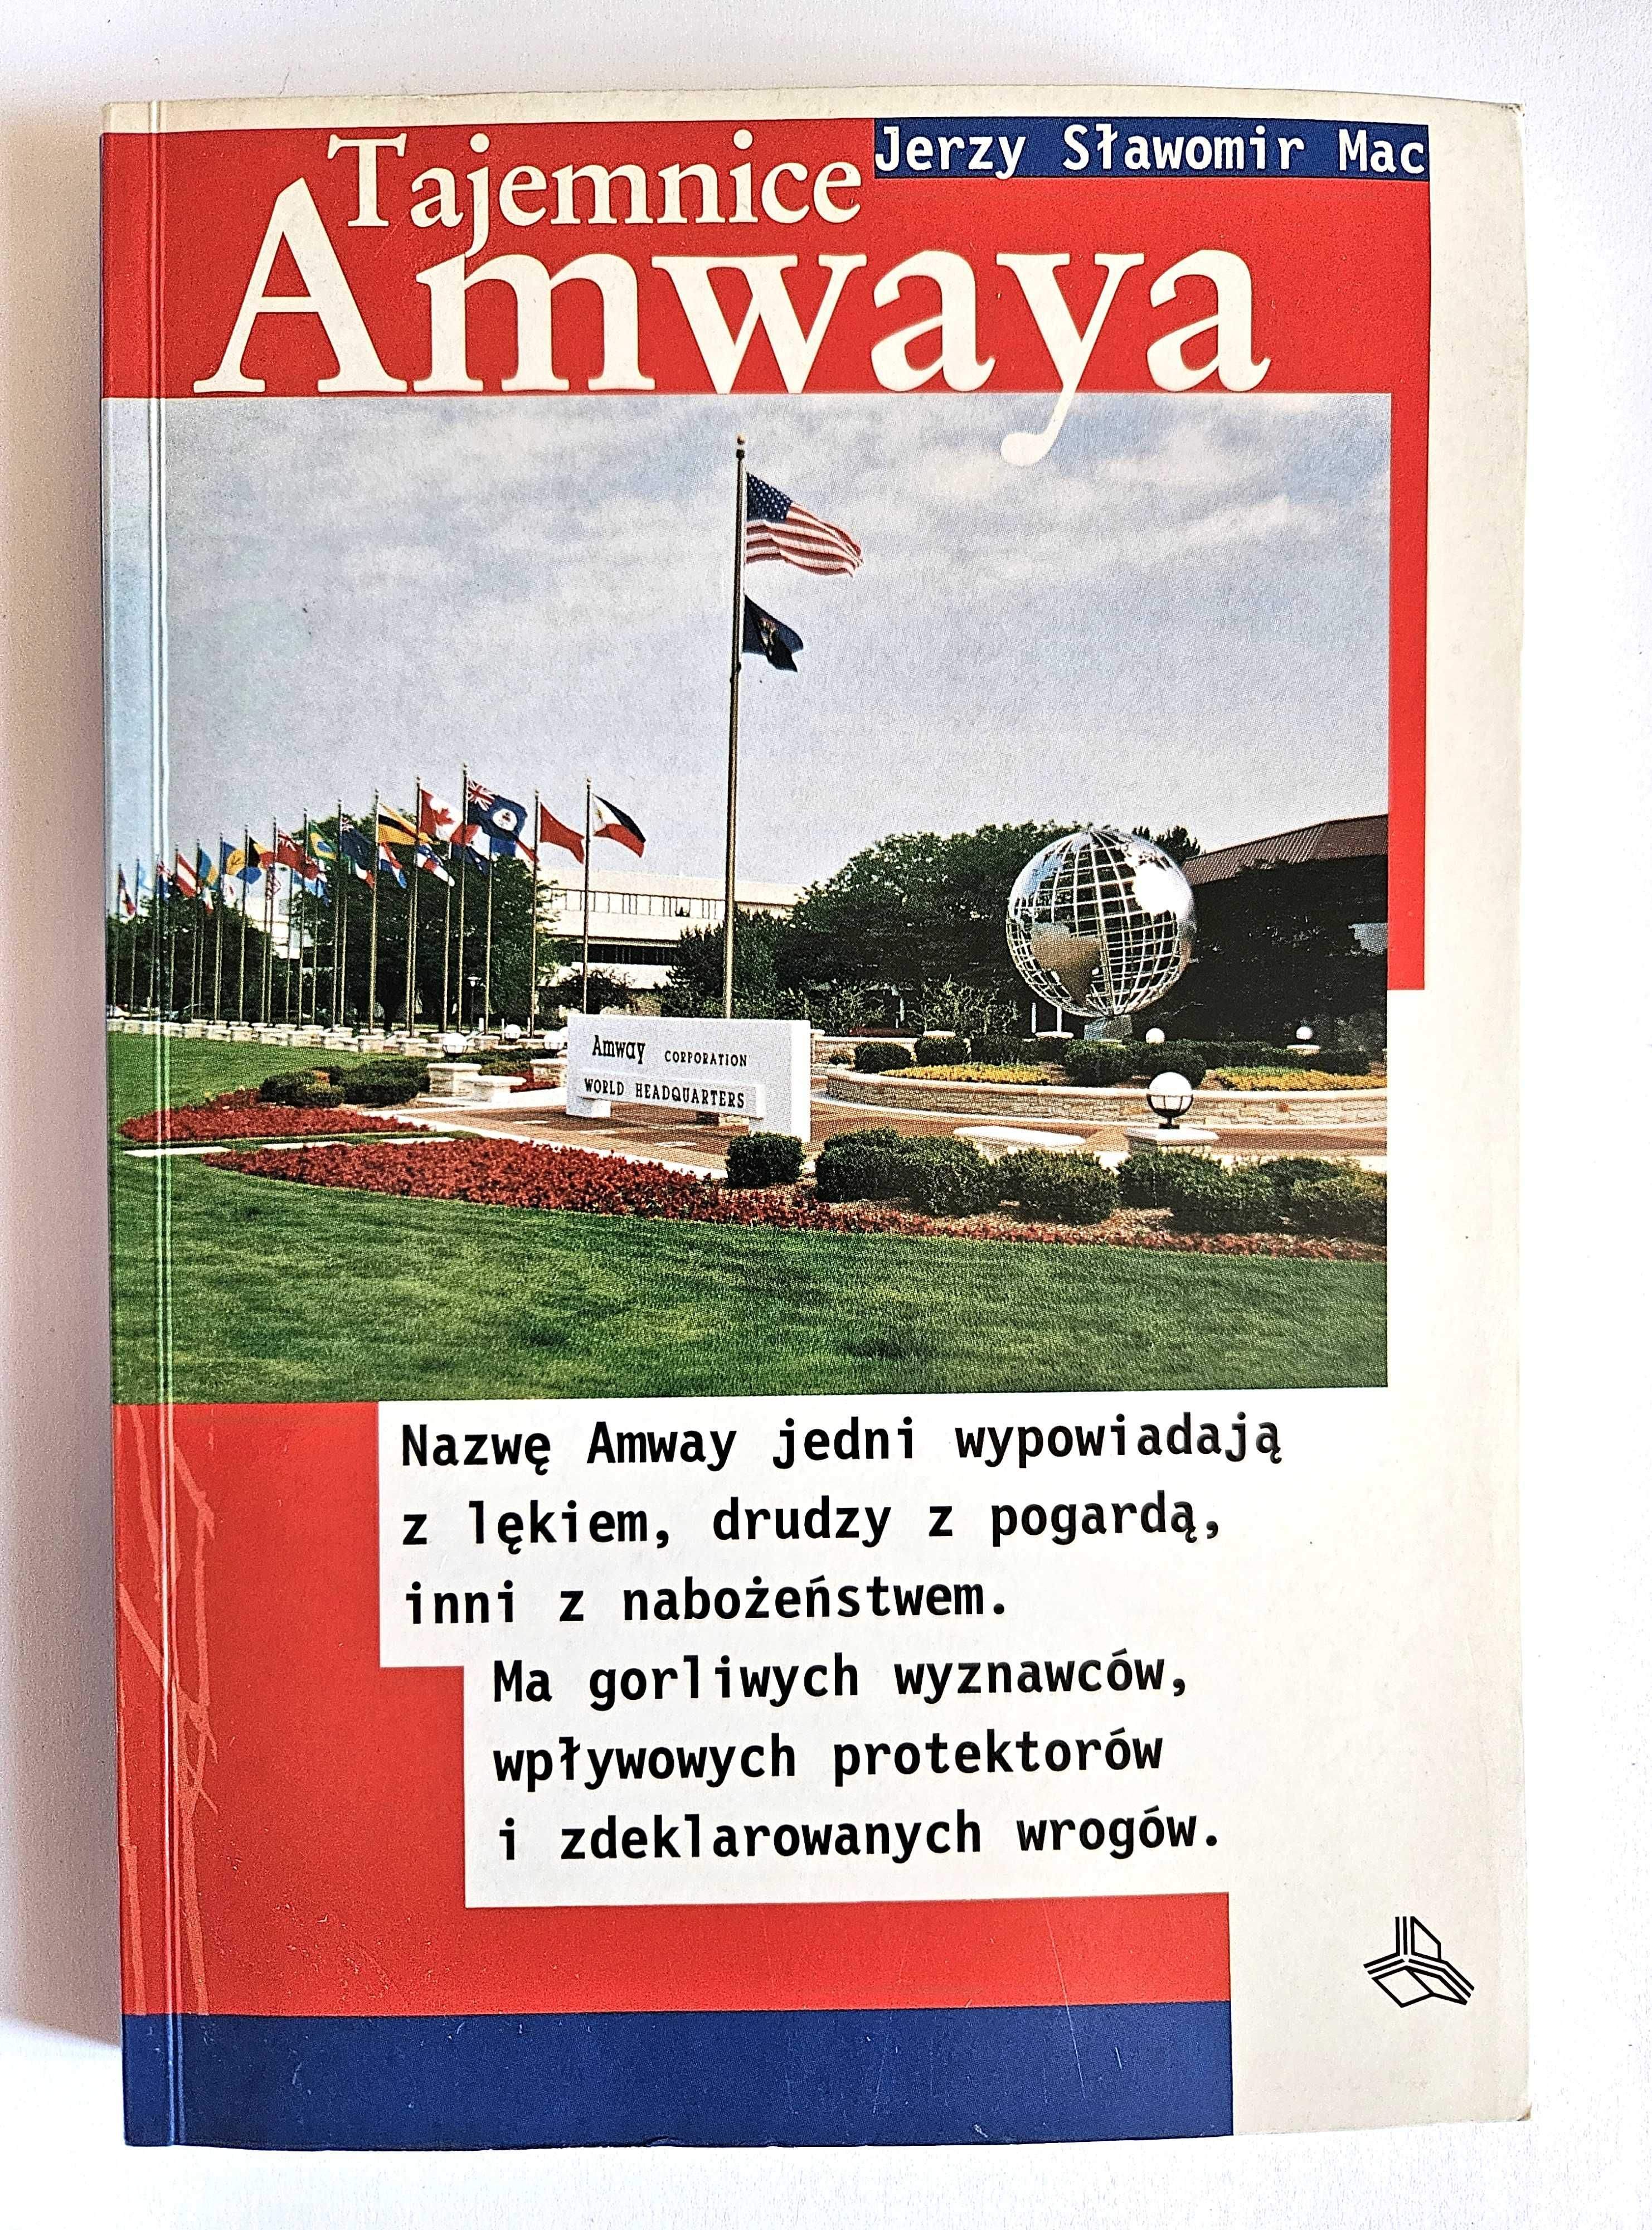 Jerzy Sławomir Mac
Tajemnice
Amwaya
Amway CORPORATION
WORLD HEADQUARTERS
Nazwę Amway jedni wypowiadają
z lękiem, drudzy z pogardą,
inni z nabożeństwem.
Ma gorliwych wyznawców,
wpływowych protektorów
i zdeklarowanych wrogów.